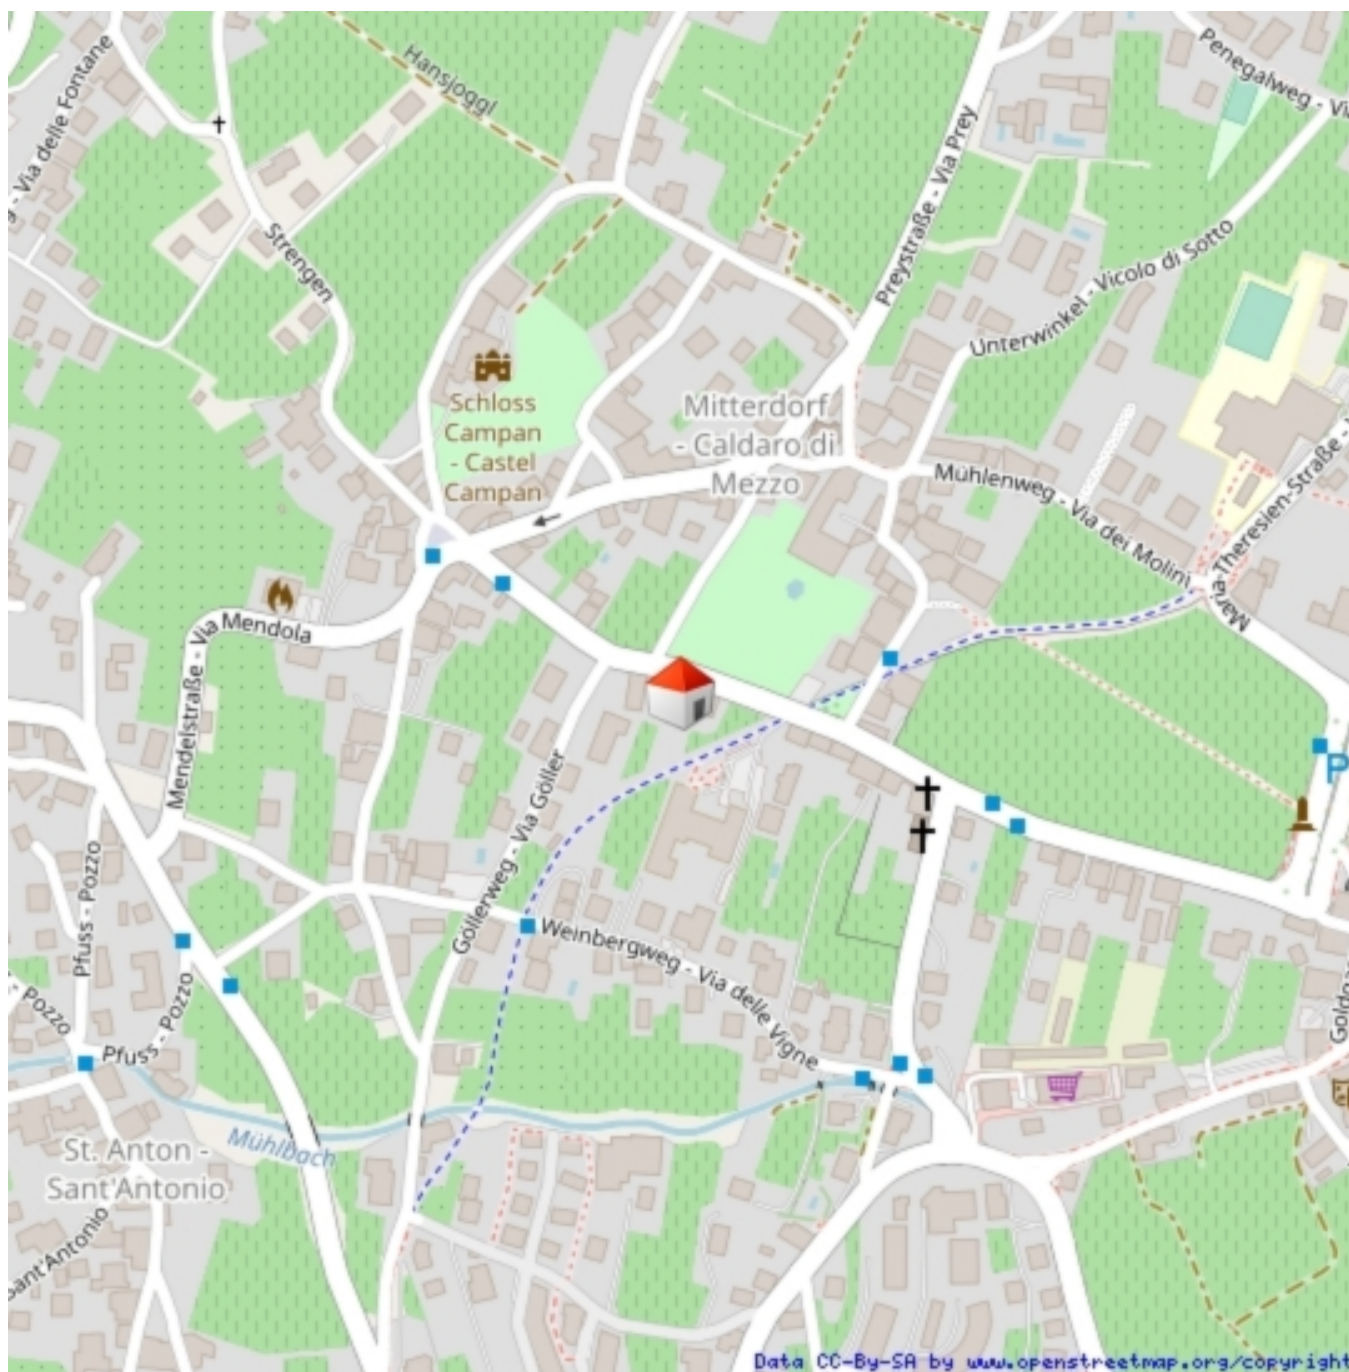 Hansjoggl
Penegalweg - Vi
Via delle Fontane
Preystraße - Via Prey
Strengen
Unterwinkel - Vicolo di Sotto
Schloss
Campan
- Castel
Campan
Mitterdorf
- Caldaro di
Mezzo
Mühlenweg - Via dei Molini
Maria-Theresien-Straße -
Mendelstraße - Via Mendola
P
Göllerweg - Via Göller
Pfuss - Pozzo
Weinbergweg - Via delle Vigne
- Pozzo
Pfuss - Pozzo
Mühlbach
St. Anton -
Sant'Antonio
Sant'Antonio
Data CC-By-SA by www.openstreetmap.org/copyright